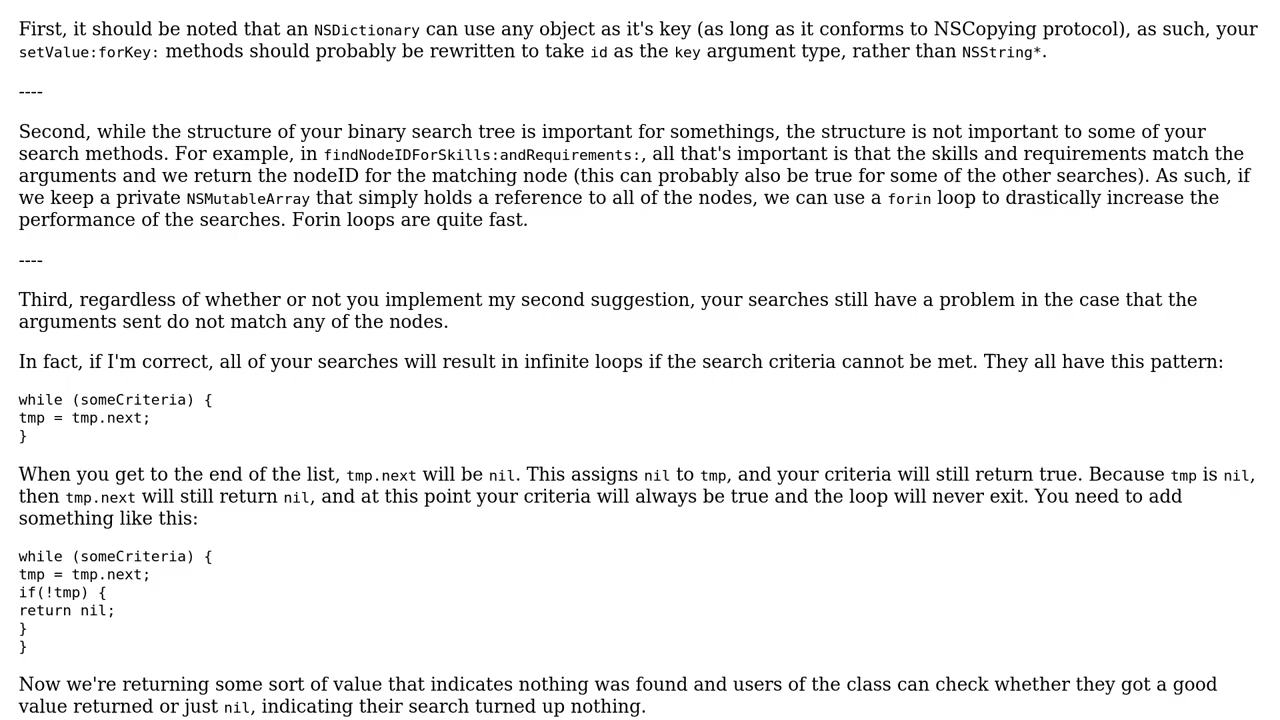 First, it should be noted that an NSDictionary can use any object as it's key (as long as it conforms to NSCopying protocol), as such, your
setValue:forKey: methods should probably be rewritten to take id as the key argument type, rather than NSString*.
----
Second, while the structure of your binary search tree is important for somethings, the structure is not important to some of your
search methods. For example, in findNodeIDForSkills:andRequirements:, all that's important is that the skills and requirements match the
arguments and we return the nodeID for the matching node (this can probably also be true for some of the other searches). As such, if
we keep a private NSMutableArray that simply holds a reference to all of the nodes, we can use a forin loop to drastically increase the
performance of the searches. Forin loops are quite fast.
----
Third, regardless of whether or not you implement my second suggestion, your searches still have a problem in the case that the
arguments sent do not match any of the nodes.
In fact, if I'm correct, all of your searches will result in infinite loops if the search criteria cannot be met. They all have this pattern:
while (someCriteria) {
tmp = tmp.next;
}
When you get to the end of the list, tmp.next will be nil. This assigns nil to tmp, and your criteria will still return true. Because tmp is nil,
then tmp.next will still return nil, and at this point your criteria will always be true and the loop will never exit. You need to add
something like this:
while (someCriteria) {
tmp = tmp.next;
if(!tmp) {
return nil;
}
}
Now we're returning some sort of value that indicates nothing was found and users of the class can check whether they got a good
value returned or just nil, indicating their search turned up nothing.